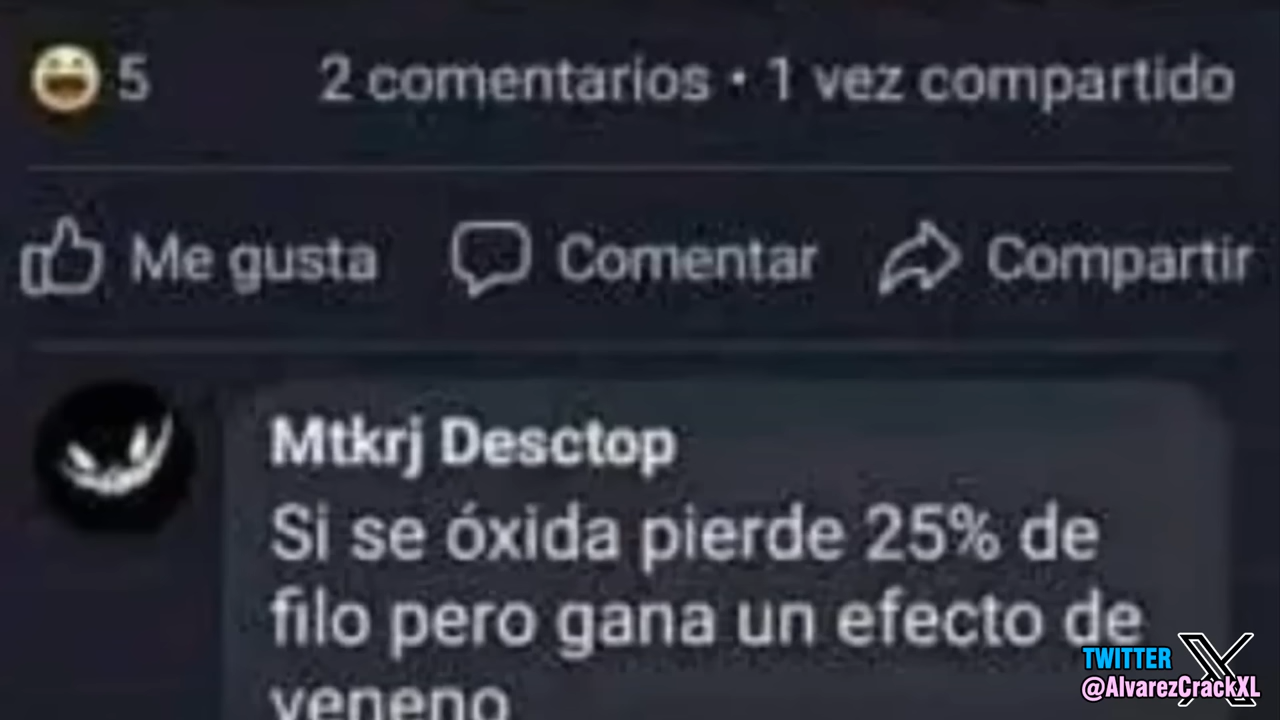 5
2 comentarios • 1 vez compartido
Me gusta
Comentar
Compartir
Mtkrj Desctop
Si se óxida pierde 25% de
filo pero gana un efecto de
veneno
TWITTER
@AlvarezCrackXL